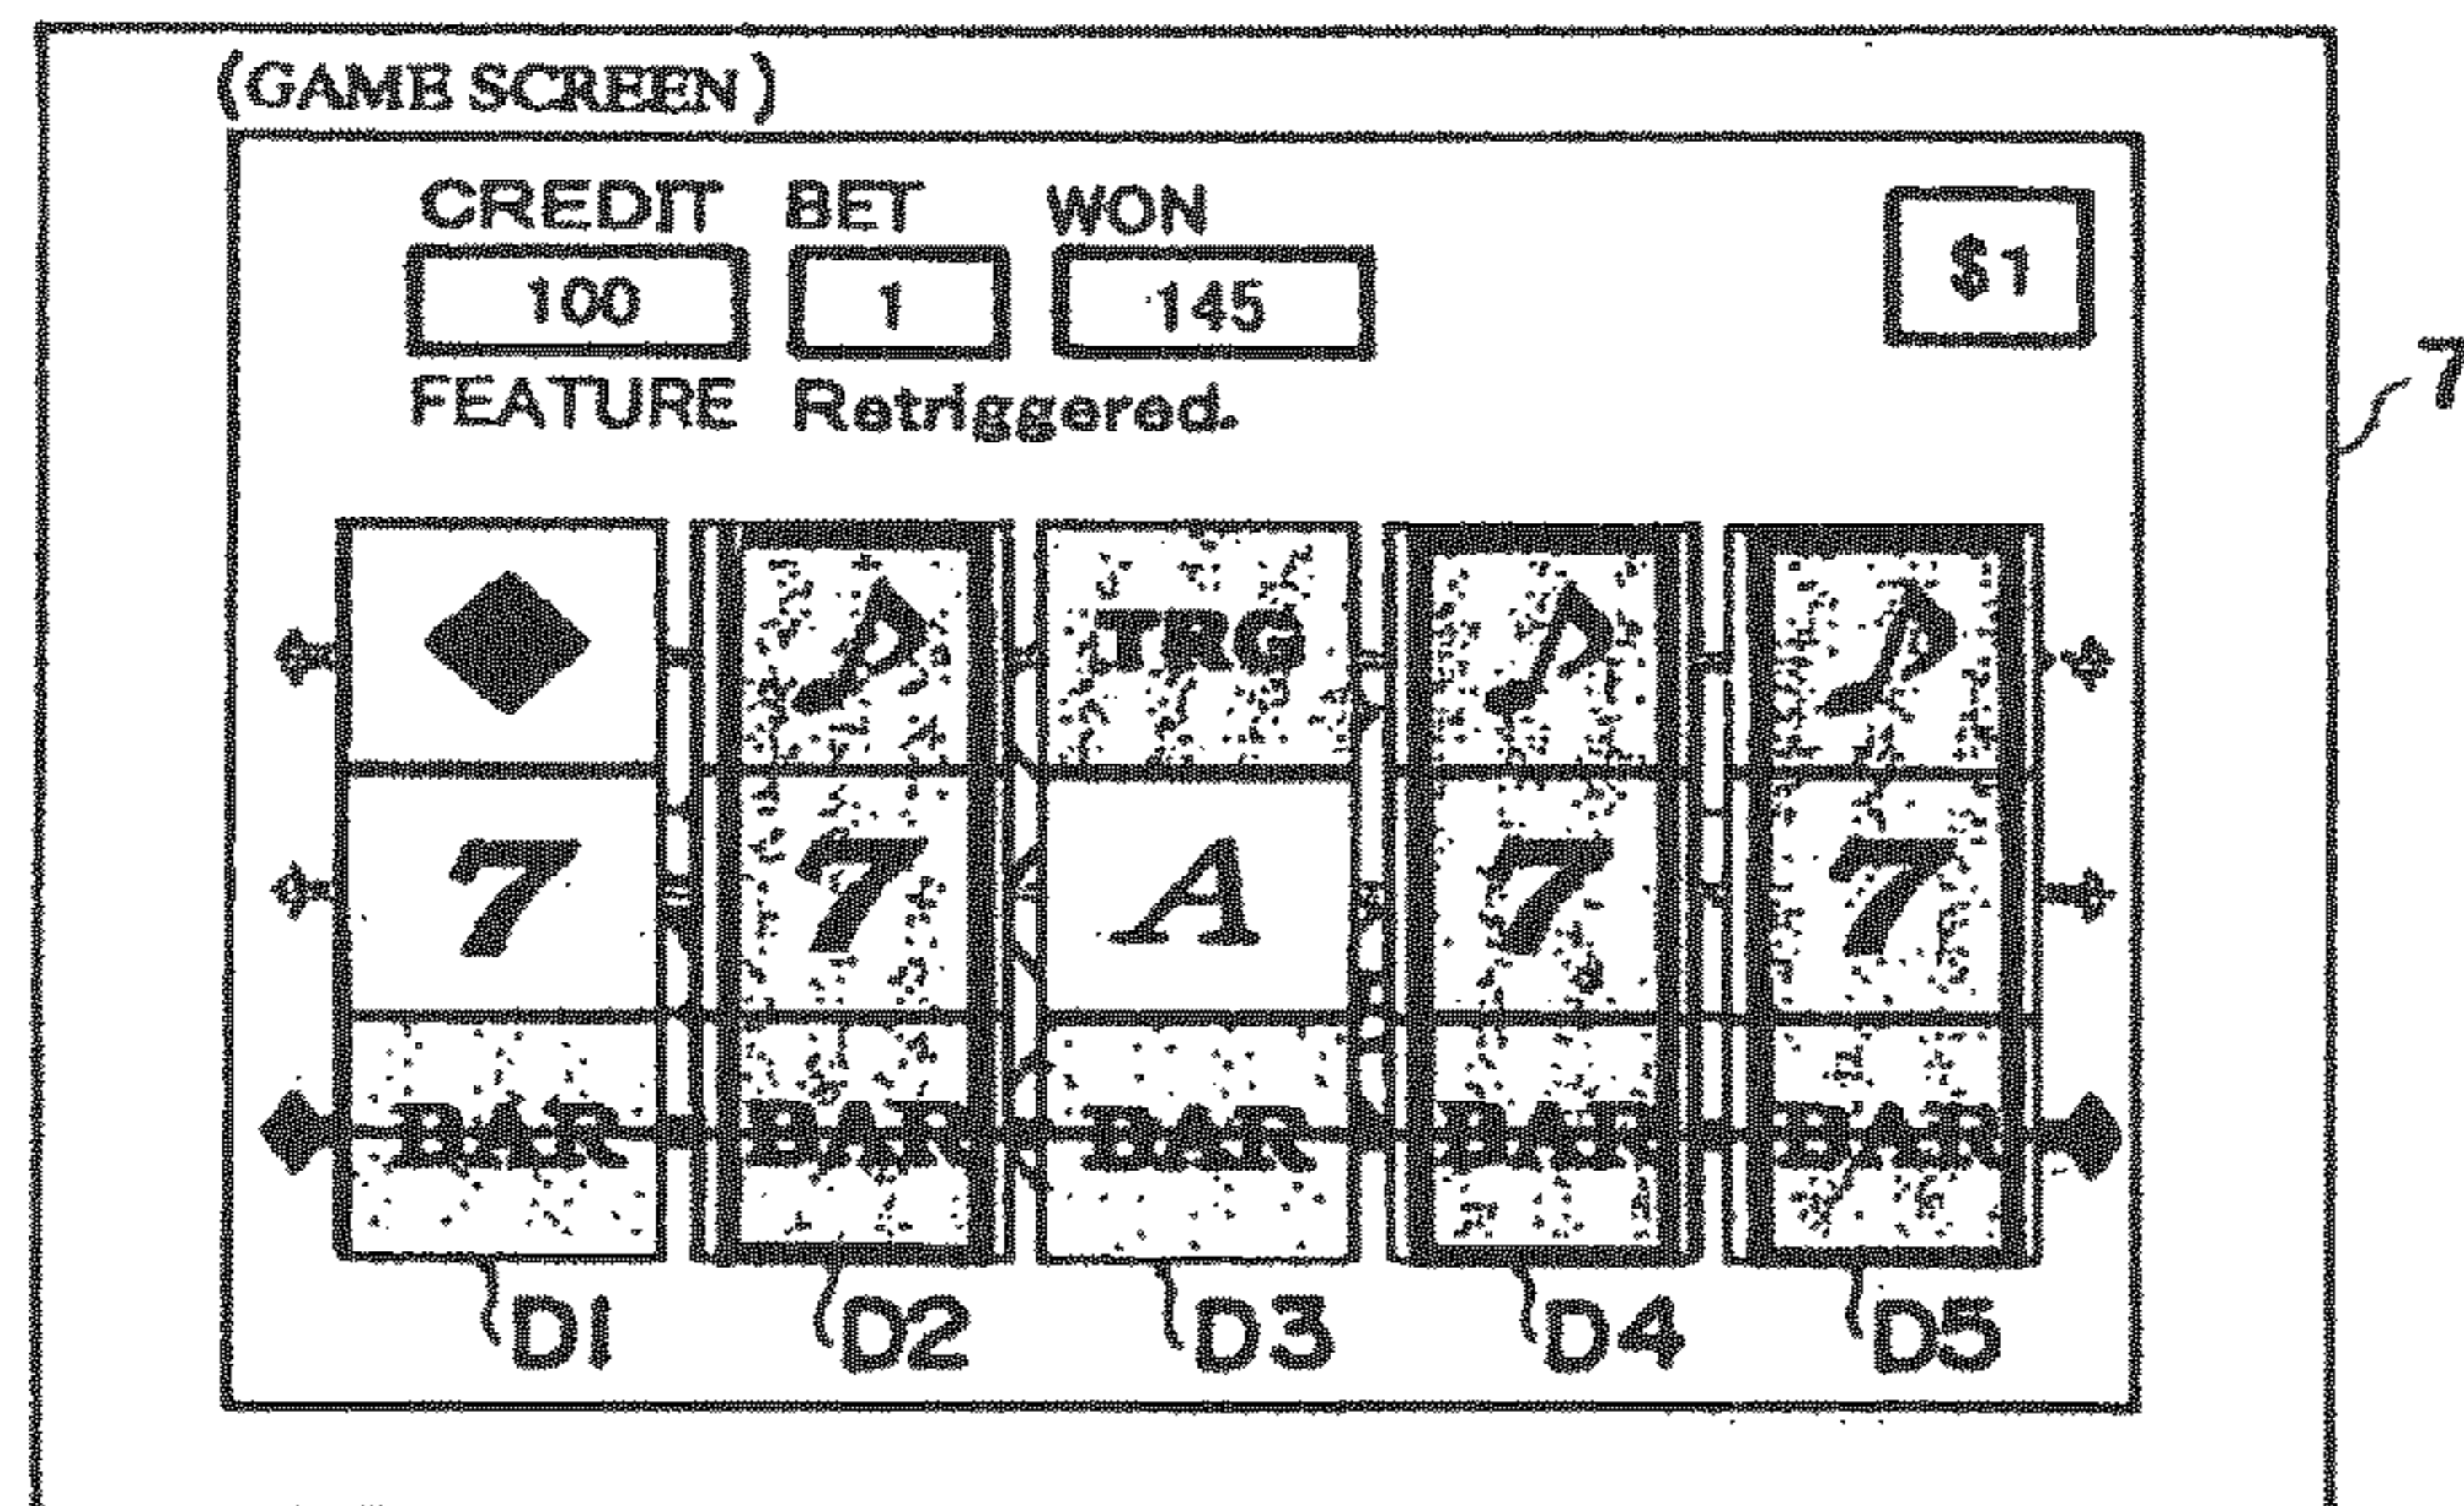 (GAME SCREEN)
CREDIT BET WON
100 1 145 $1
FEATURE Retriggered.
7
TRG
7 7 A 7 7
BAR BAR BAR BAR BAR
D1 D2 D3 D4 D5